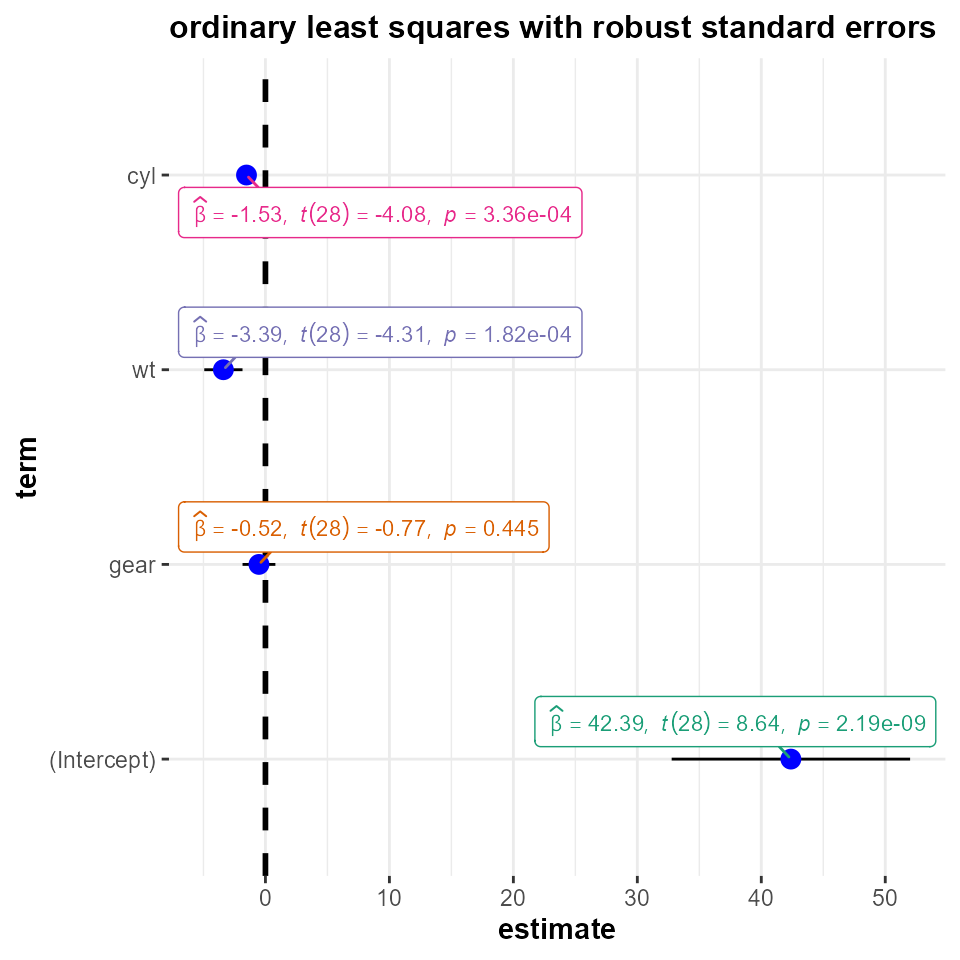 ordinary least squares with robust standard errors
term
cyl
β̂ = -1.53, t(28) = -4.08, p = 3.36e-04
β̂ = -3.39, t(28) = -4.31, p = 1.82e-04
wt
β̂ = -0.52, t(28) = -0.77, p = 0.445
gear
β̂ = 42.39, t(28) = 8.64, p = 2.19e-09
(Intercept)
0 10 20 30 40 50
estimate